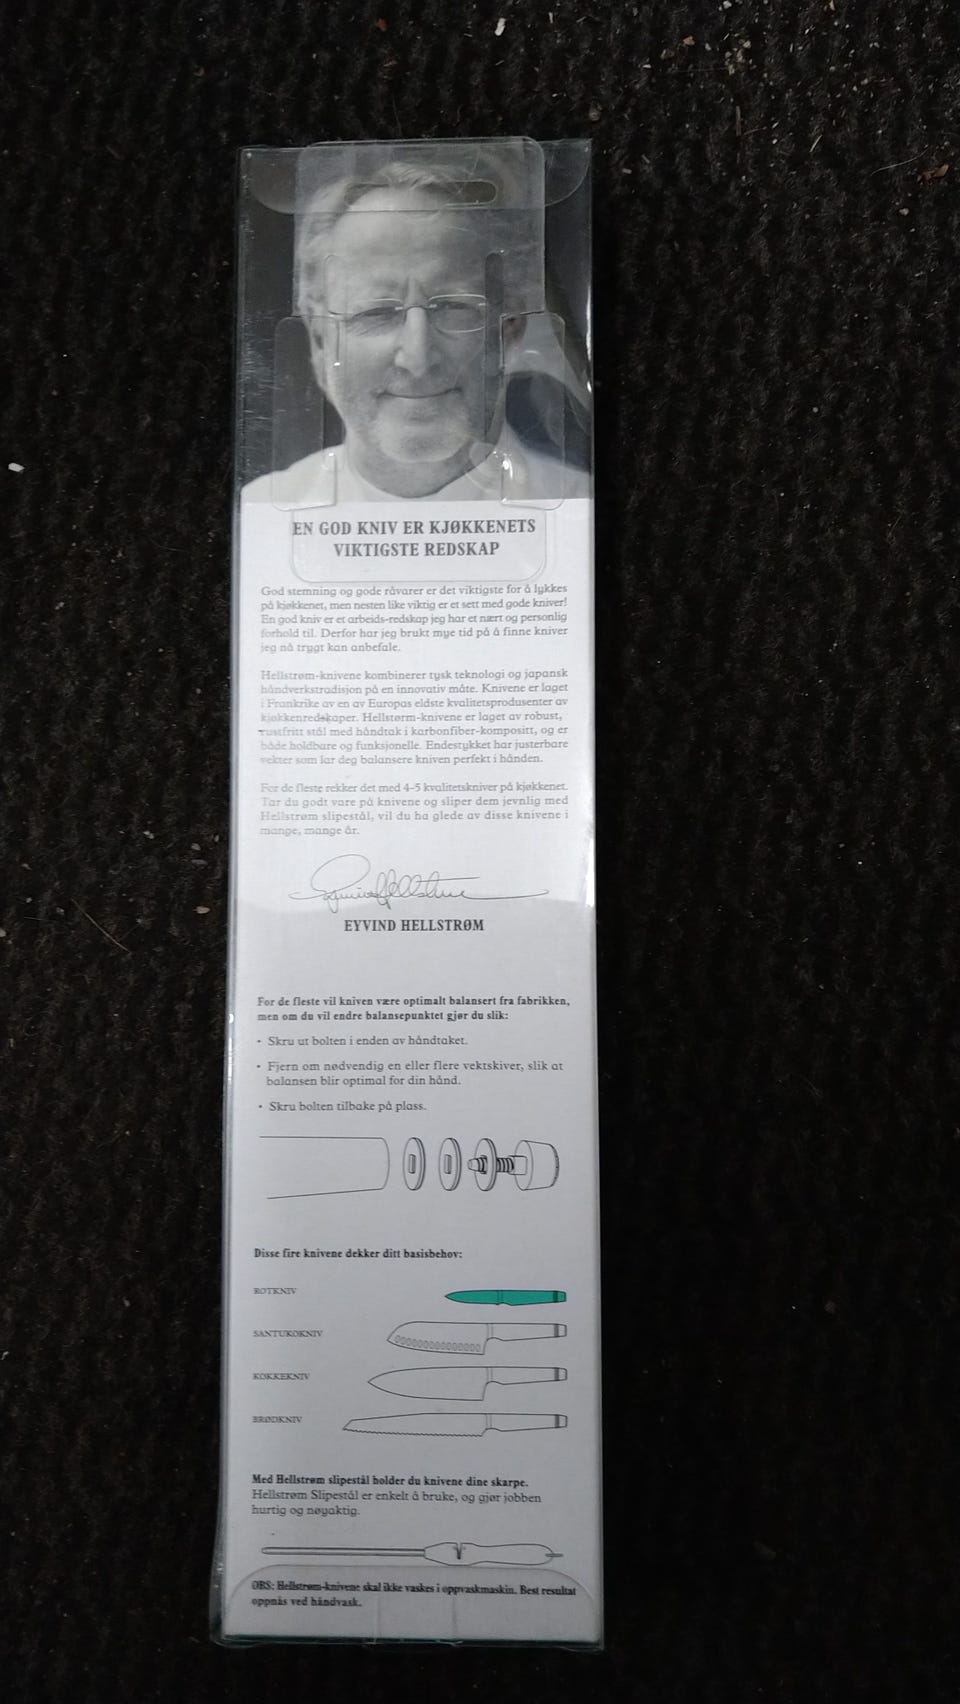 EN GOD KNIV ER KJØKKENETS
VIKTIGSTE REDSKAP
God stemning og gode råvarer er det viktigste for å lykkes
på kjøkkenet, men nesten like viktig er et sett med gode kniver!
En god kniv er et arbeids-redskap jeg har et nært og personlig
forhold til. Derfor har jeg brukt mye tid på å finne kniver
jeg nå trygt kan anbefale.
Hellstrøm-knivene kombinerer tysk teknologi og japansk
håndverkstradisjon på en innovativ måte. Knivene er laget
i Frankrike av en av Europas eldste kvalitetsprodusenter av
kjøkkenredskaper. Hellstørm-knivene er laget av robust,
rustfritt stål med håndtak i karbonfiber-kompositt, og er
både holdbare og funksjonelle. Endestykket har justerbare
vekter som lar deg balansere kniven perfekt i hånden.
For de fleste rekker det med 4-5 kvalitetskniver på kjøkkenet.
Tar du godt vare på knivene og sliper dem jevnlig med
Hellstrøm slipestål, vil du ha glede av disse knivene i
mange, mange år.
Eyvind Hellstrøm
EYVIND HELLSTRØM
For de fleste vil kniven være optimalt balansert fra fabrikken,
men om du vil endre balansepunktet gjør du slik:
• Skru ut bolten i enden av håndtaket.
• Fjern om nødvendig en eller flere vektskiver, slik at
balansen blir optimal for din hånd.
• Skru bolten tilbake på plass.
Disse fire knivene dekker ditt basisbehov:
ROTKNIV
SANTUKOKNIV
KOKKEKNIV
BRØDKNIV
Med Hellstrøm slipestål holder du knivene dine skarpe.
Hellstrøm Slipestål er enkelt å bruke, og gjør jobben
hurtig og nøyaktig.
OBS: Hellstrøm-knivene skal ikke vaskes i oppvaskmaskin. Best resultat
oppnås ved håndvask.